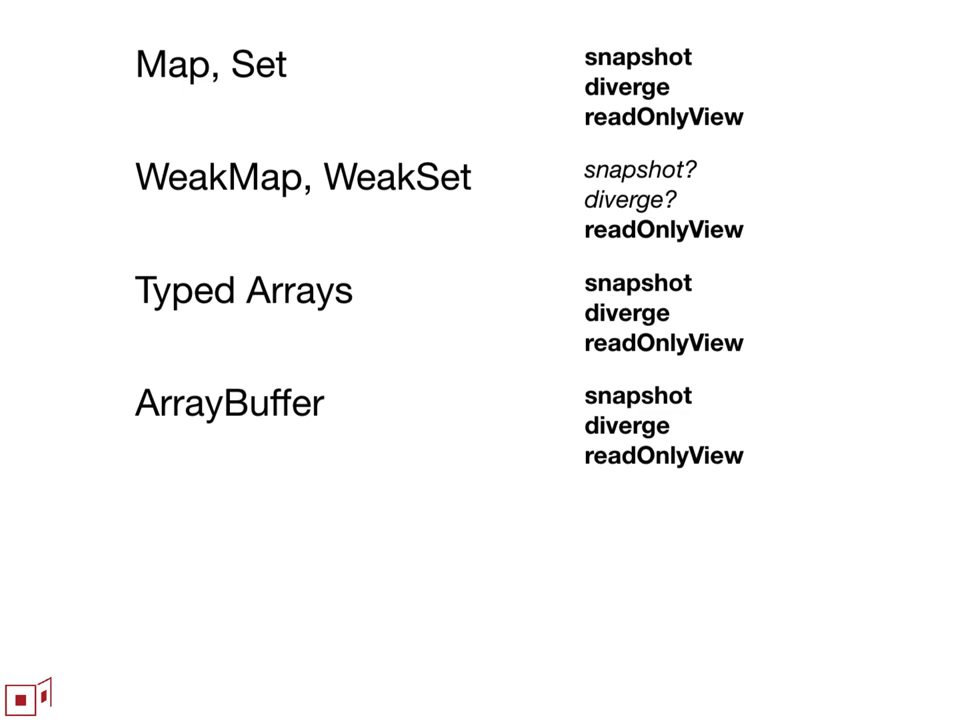 Map, Set
snapshot
diverge
readOnlyView
WeakMap, WeakSet
snapshot?
diverge?
readOnlyView
Typed Arrays
snapshot
diverge
readOnlyView
ArrayBuffer
snapshot
diverge
readOnlyView